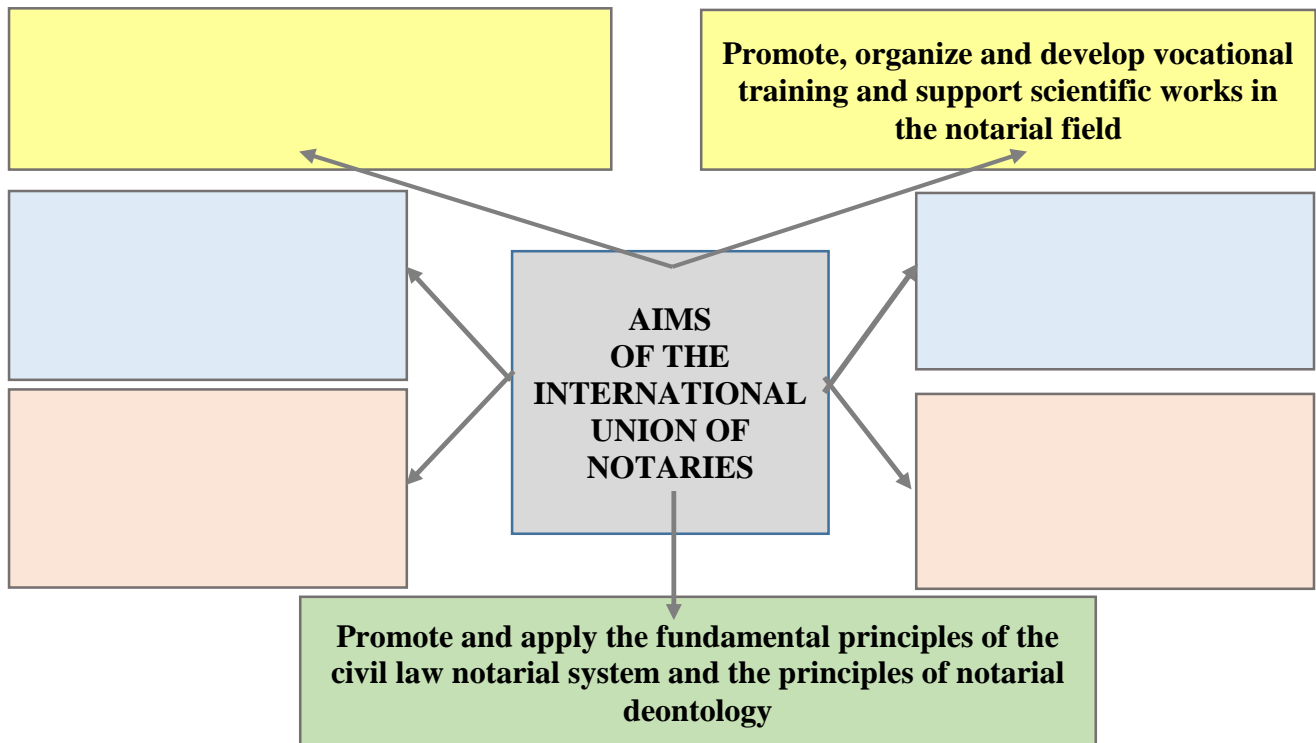 Promote, organize and develop vocational
training and support scientific works in
the notarial field
AIMS
OF THE
INTERNATIONAL
UNION OF
NOTARIES
Promote and apply the fundamental principles of the
civil law notarial system and the principles of notarial
deontology